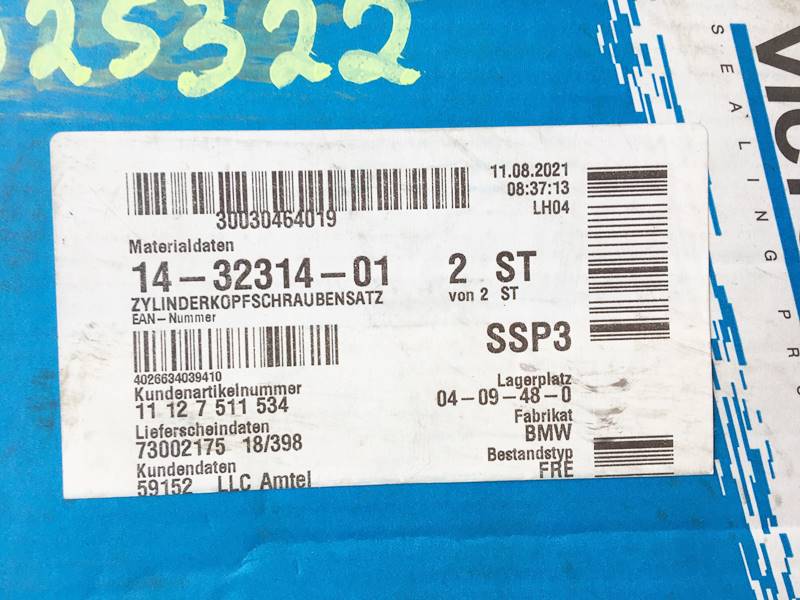 25322
SEALING
11.08.2021
08:37:13
LH04
30030464019
Materialdaten
14-32314-01 2 ST
ZYLINDERKOPFSCHRAUBENSATZ von 2 ST
EAN-Nummer
SSP3
4026634039410
Kundenartikelnummer Lagerplatz
11 12 7 511 534 04-09-48-0
Lieferscheindaten Fabrikat
73002175 18/398 BMW
Kundendaten Bestandstyp
59152 LLC Amtel FRE